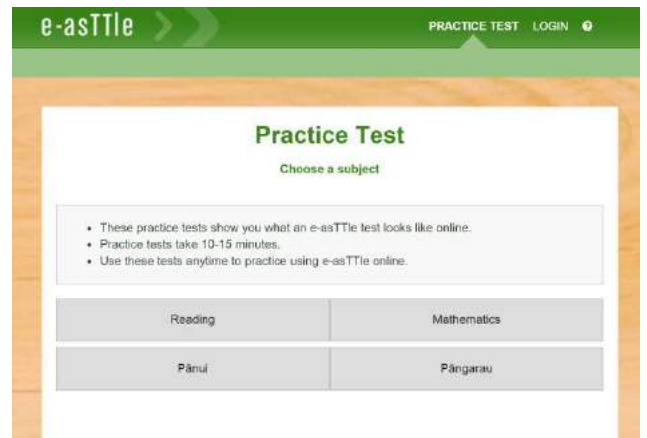 e-asTTle
PRACTICE TEST LOGIN ?
Practice Test
Choose a subject
• These practice tests show you what an e-asTTle test looks like online.
• Practice tests take 10-15 minutes.
• Use these tests anytime to practice using e-asTTle online.
Reading Mathematics
Pānui Pāngarau